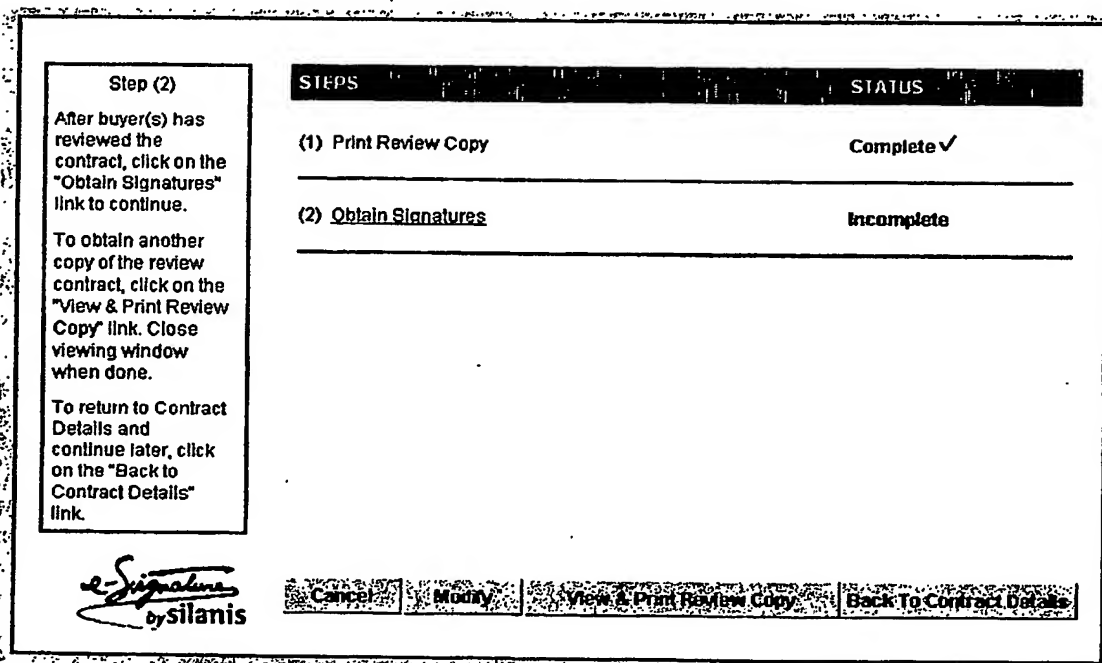 Step (2)
After buyer(s) has
reviewed the
contract, click on the
"Obtain Signatures"
link to continue.
To obtain another
copy of the review
contract, click on the
"View & Print Review
Copy" link. Close
viewing window
when done.
To return to Contract
Details and
continue later, click
on the "Back to
Contract Details"
link.
e-Signature
by silanis
STEPS STATUS
(1) Print Review Copy Complete ✓
(2) Obtain Signatures Incomplete
Cancel Modify View & Print Review Copy Back To Contract Details